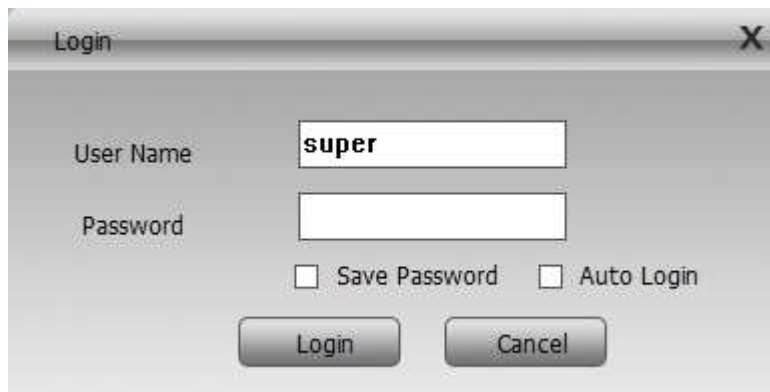 Login X
User Name super
Password
Save Password Auto Login
Login Cancel